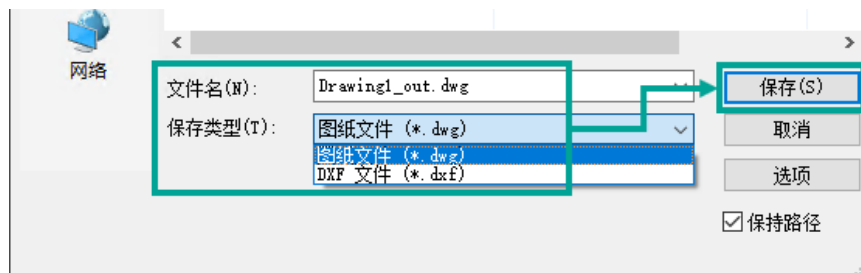 网络
文件名(N):
Drawing1_out.dwg
保存(S)
保存类型(T):
图纸文件 (*.dwg)
取消
图纸文件 (*.dwg)
DXF 文件 (*.dxf)
选项
保持路径